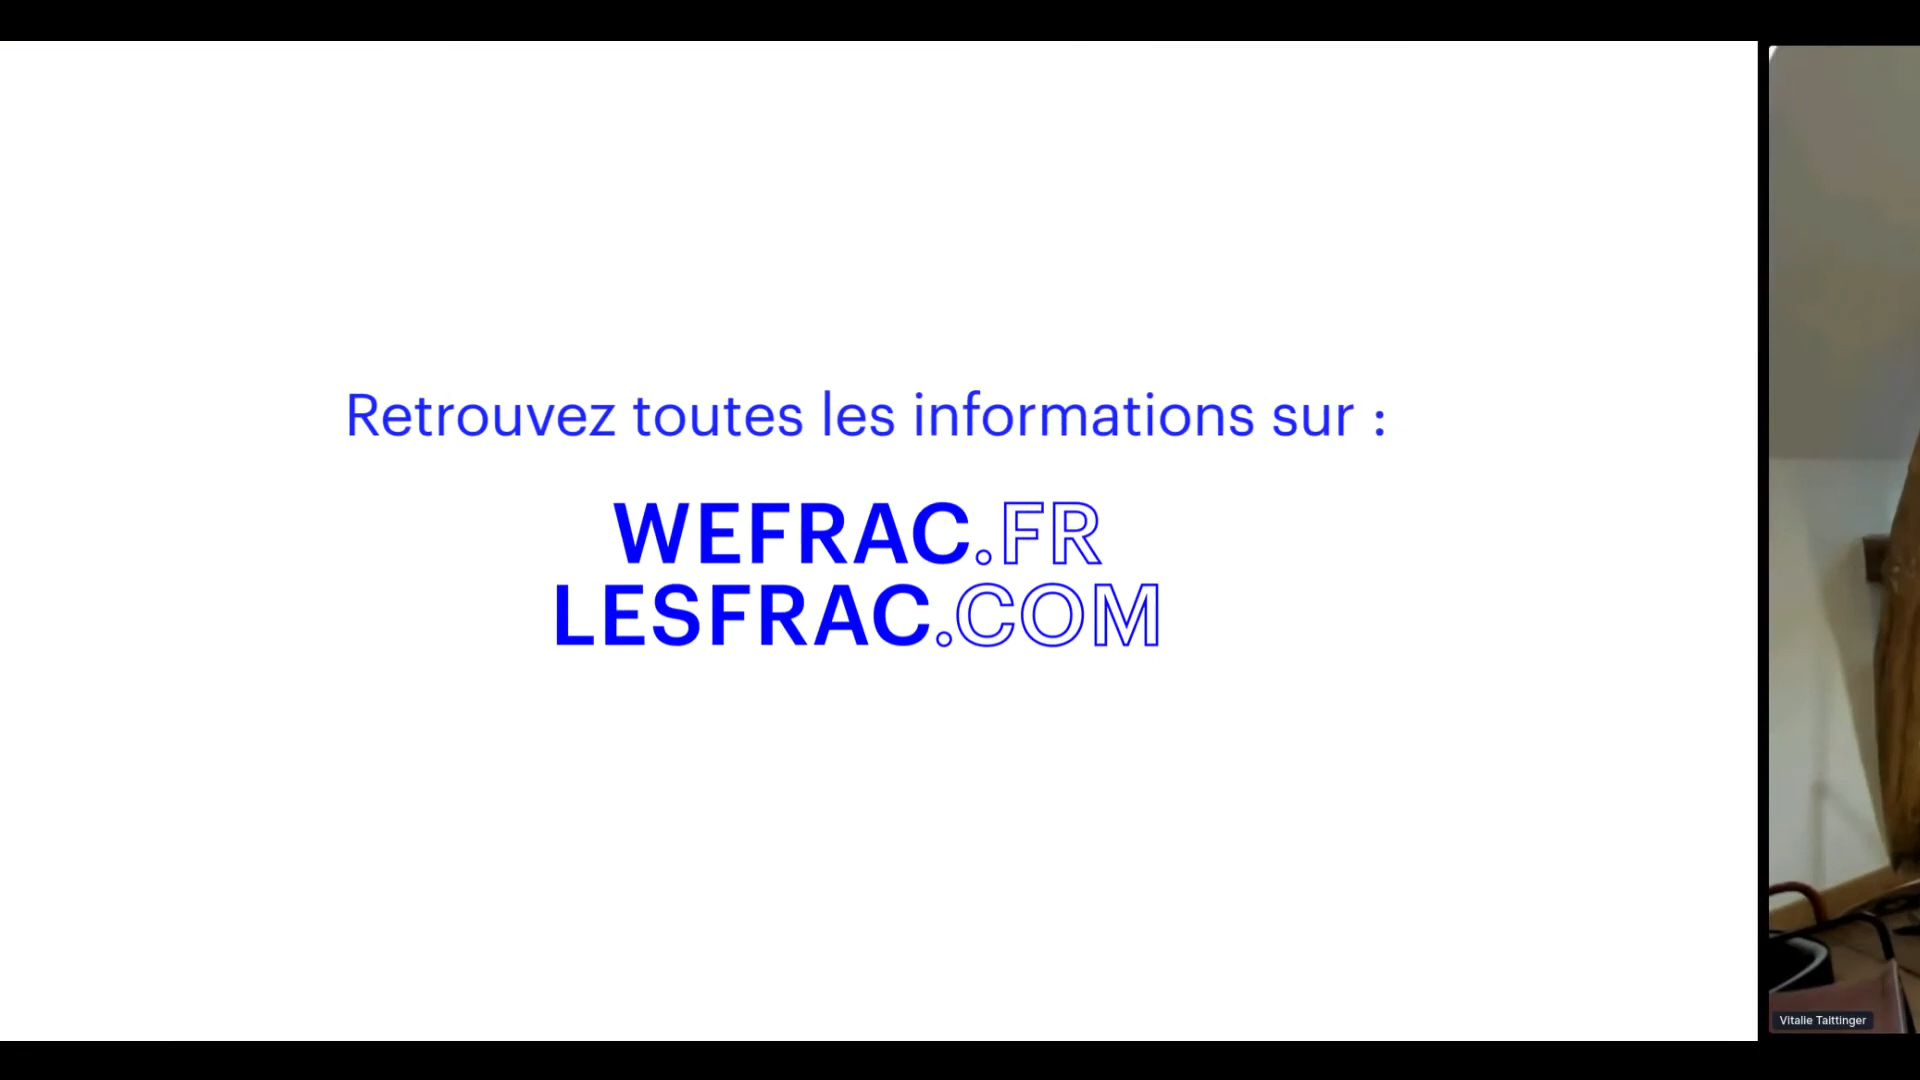 Retrouvez toutes les informations sur :
WEFRAC.FR
LESFRAC.COM
Vitalie Taittinger